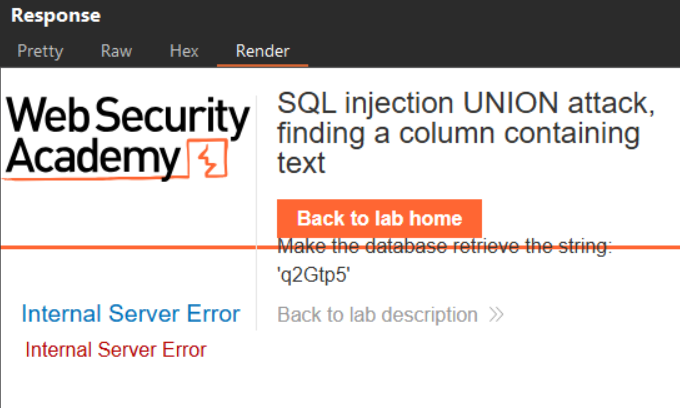 Response
Pretty Raw Hex Render
Web Security
Academy
SQL injection UNION attack,
finding a column containing
text
Back to lab home
Make the database retrieve the string:
'q2Gtp5'
Internal Server Error
Back to lab description
Internal Server Error